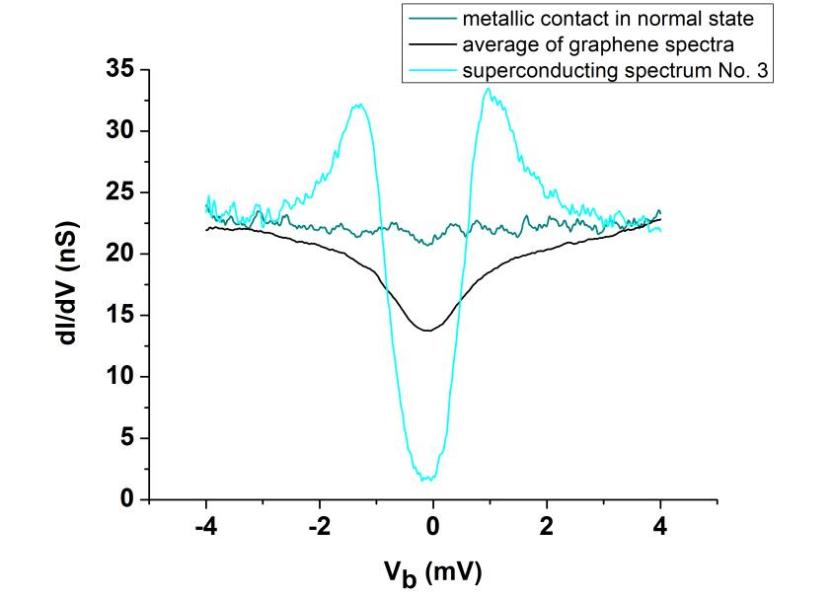 metallic contact in normal state
average of graphene spectra
superconducting spectrum No. 3
35
30
25
20
15
10
5
0
dI/dV (nS)
-4 -2 0 2 4
Vb (mV)